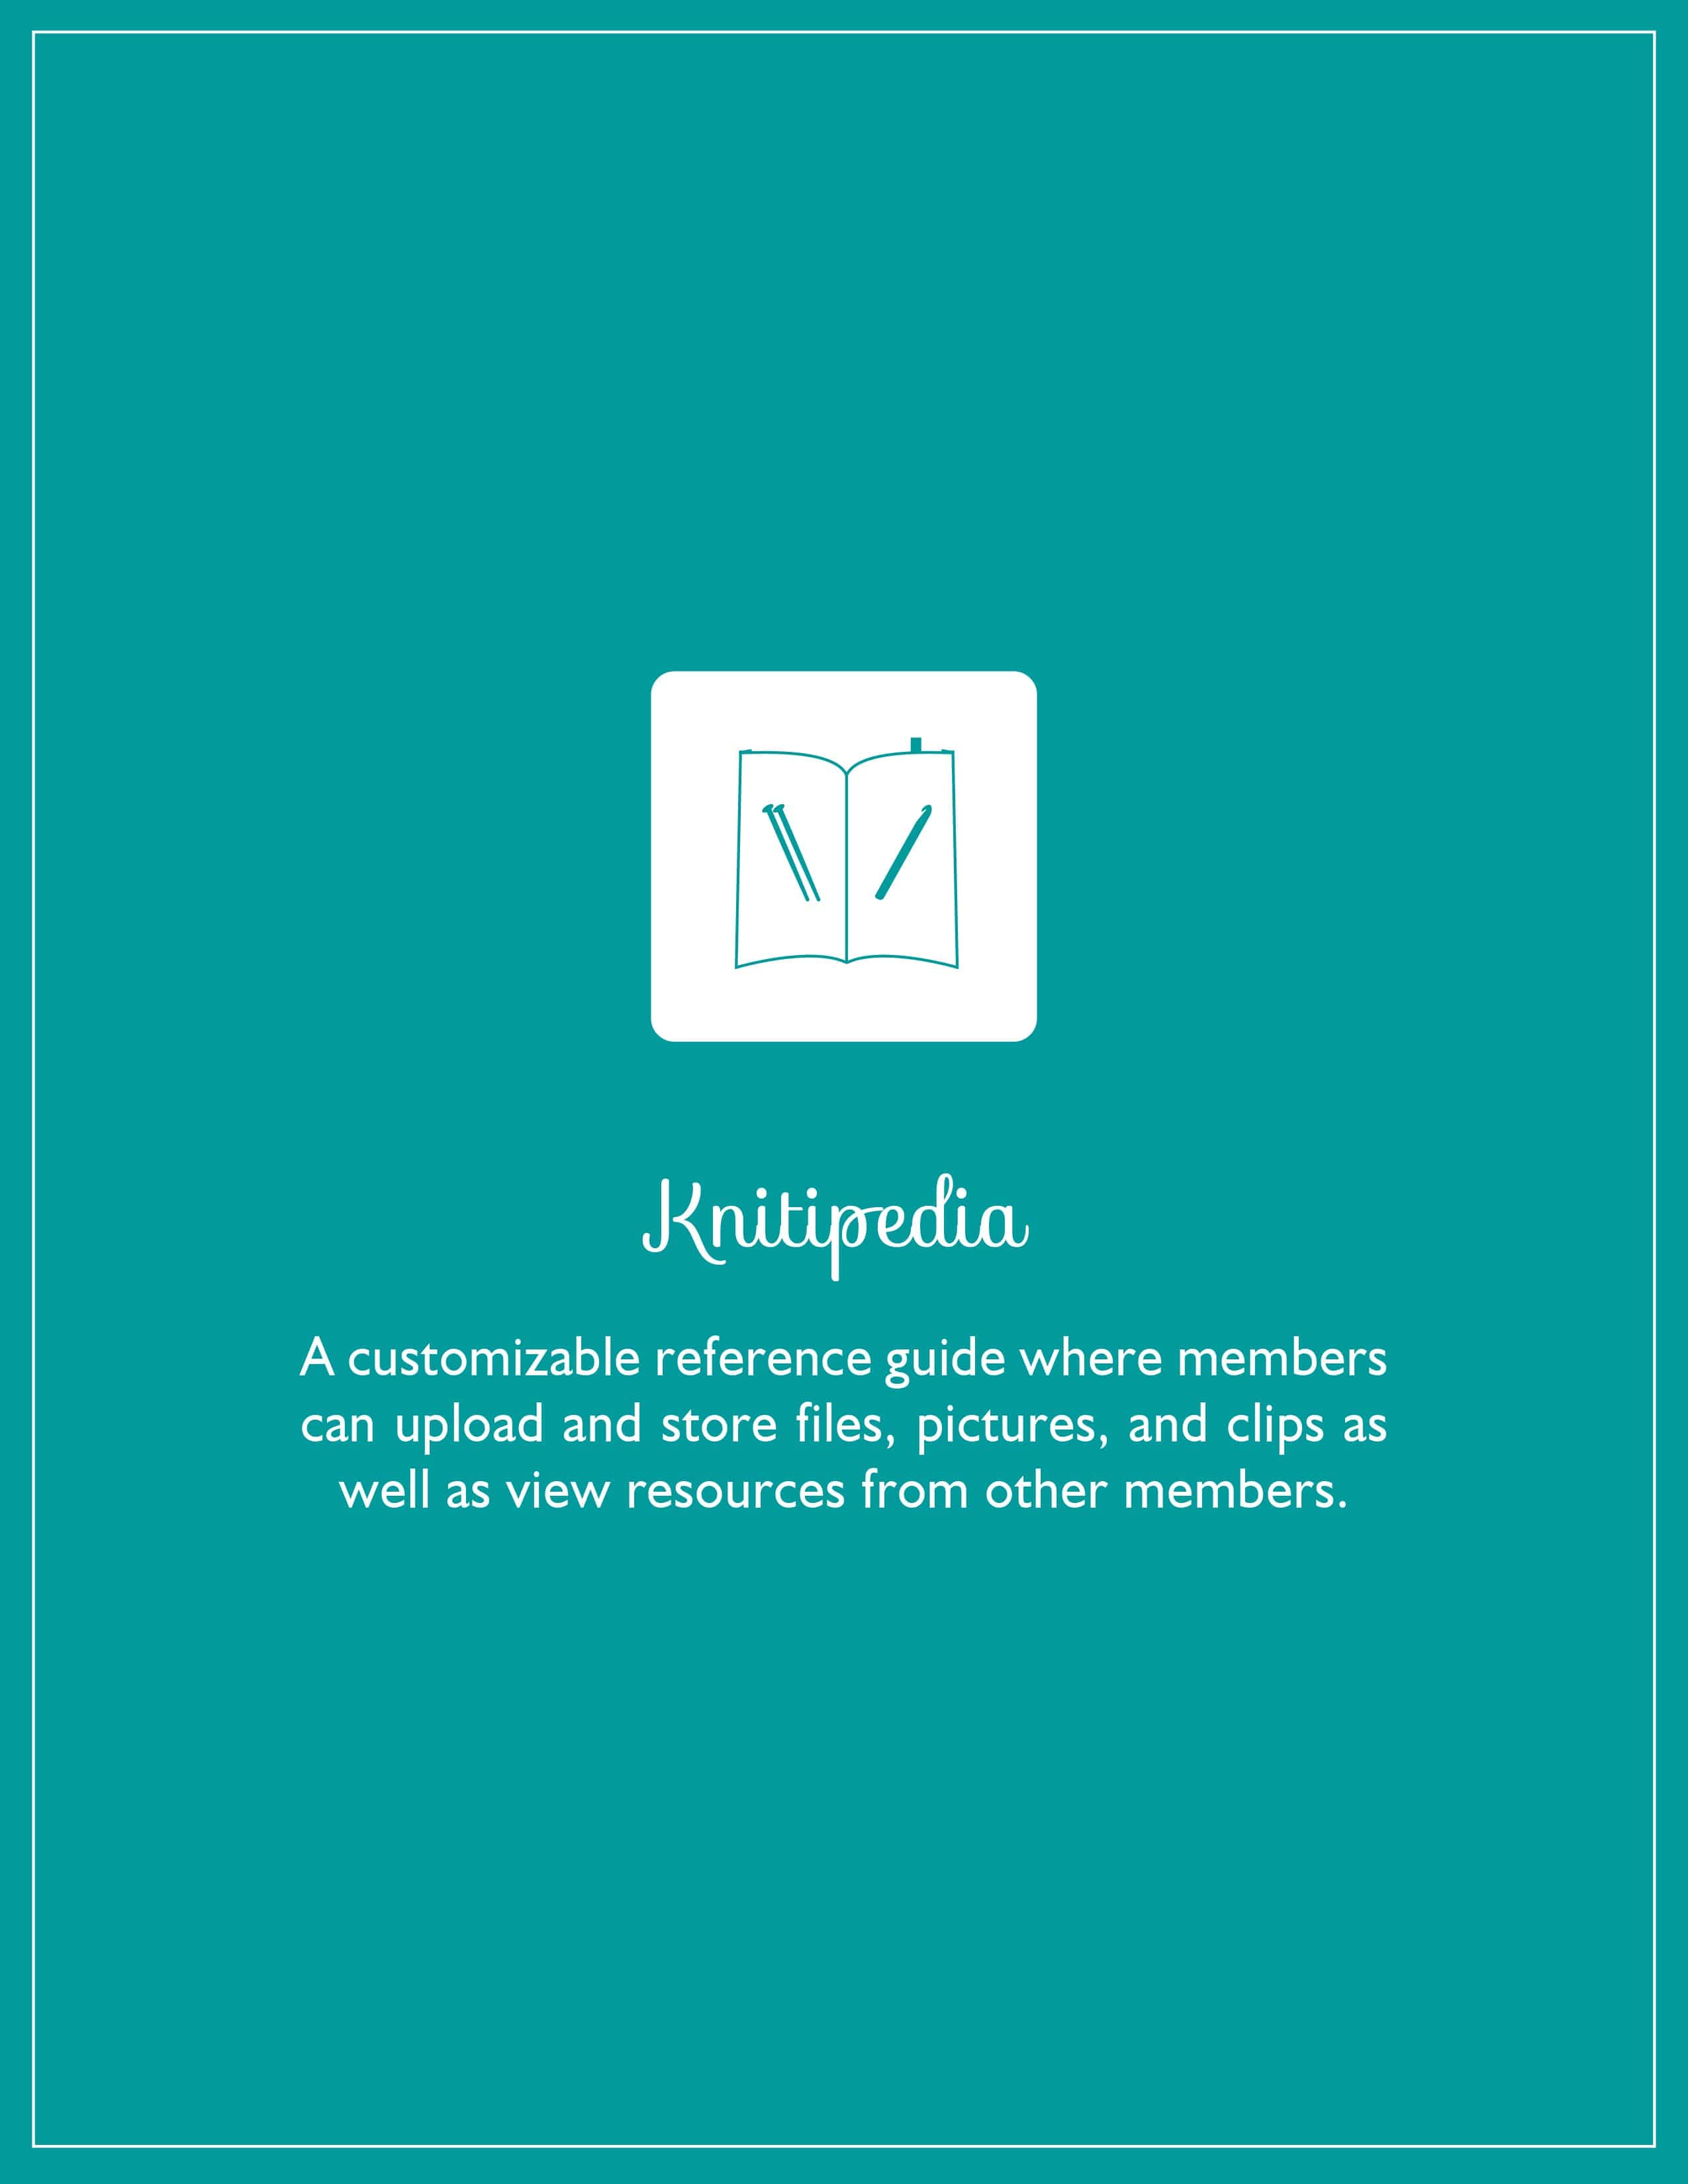 Knitipedia
A customizable reference guide where members
can upload and store files, pictures, and clips as
well as view resources from other members.